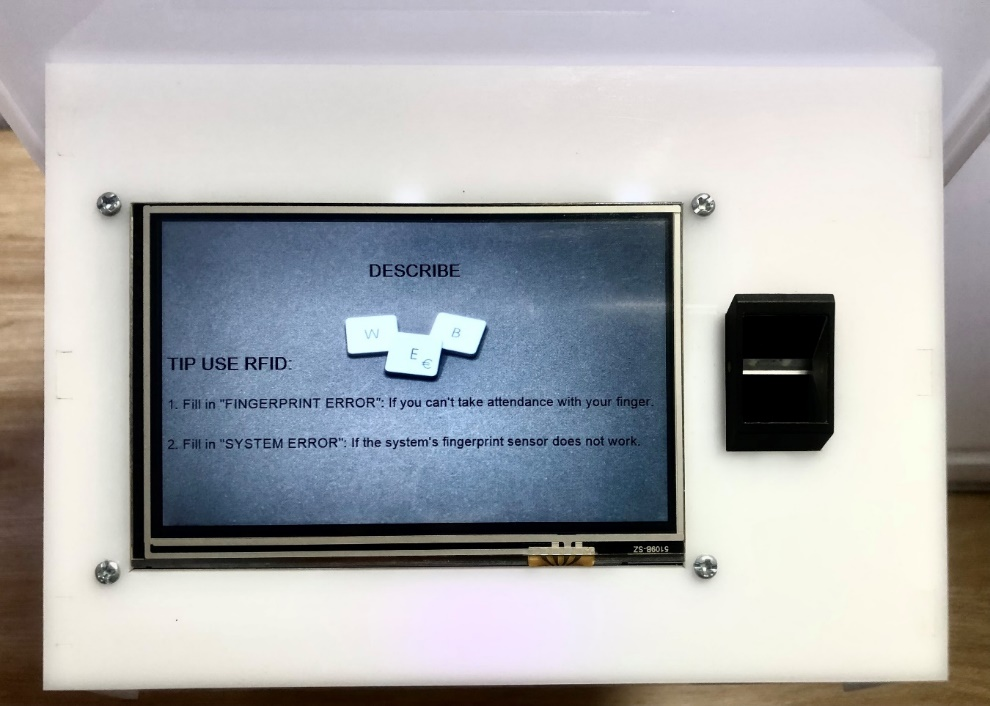 DESCRIBE
W E € B
TIP USE RFID:
1. Fill in "FINGERPRINT ERROR": If you can't take attendance with your finger.
2. Fill in "SYSTEM ERROR": If the system's fingerprint sensor does not work.
5109B-SZ